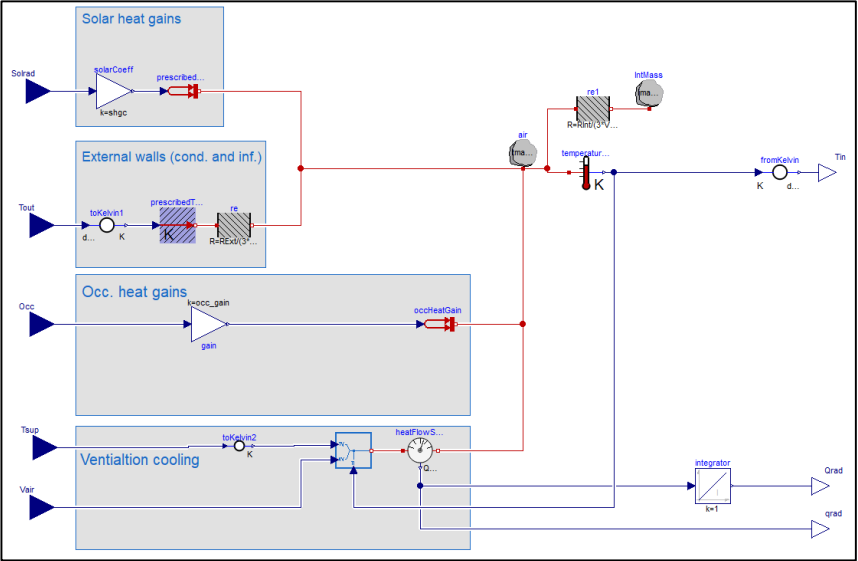 Solar heat gains
Solrad
solarCoeff
prescribed...
k=shgc
IntMass
ma...
re1
R=RInt/(3*V...
air
ma...
External walls (cond. and inf.)
temperatur...
K
fromKelvin
K
d...
Tin
Tout
toKelvin1
d...
K
prescribedT...
K
re
R=RExt/(3*...
Occ. heat gains
Occ
k=occ_gain
gain
occHeatGain
Tsup
toKelvin2
K
heatFlowS...
Q...
Ventialtion cooling
Vair
integrator
k=1
Qrad
qrad